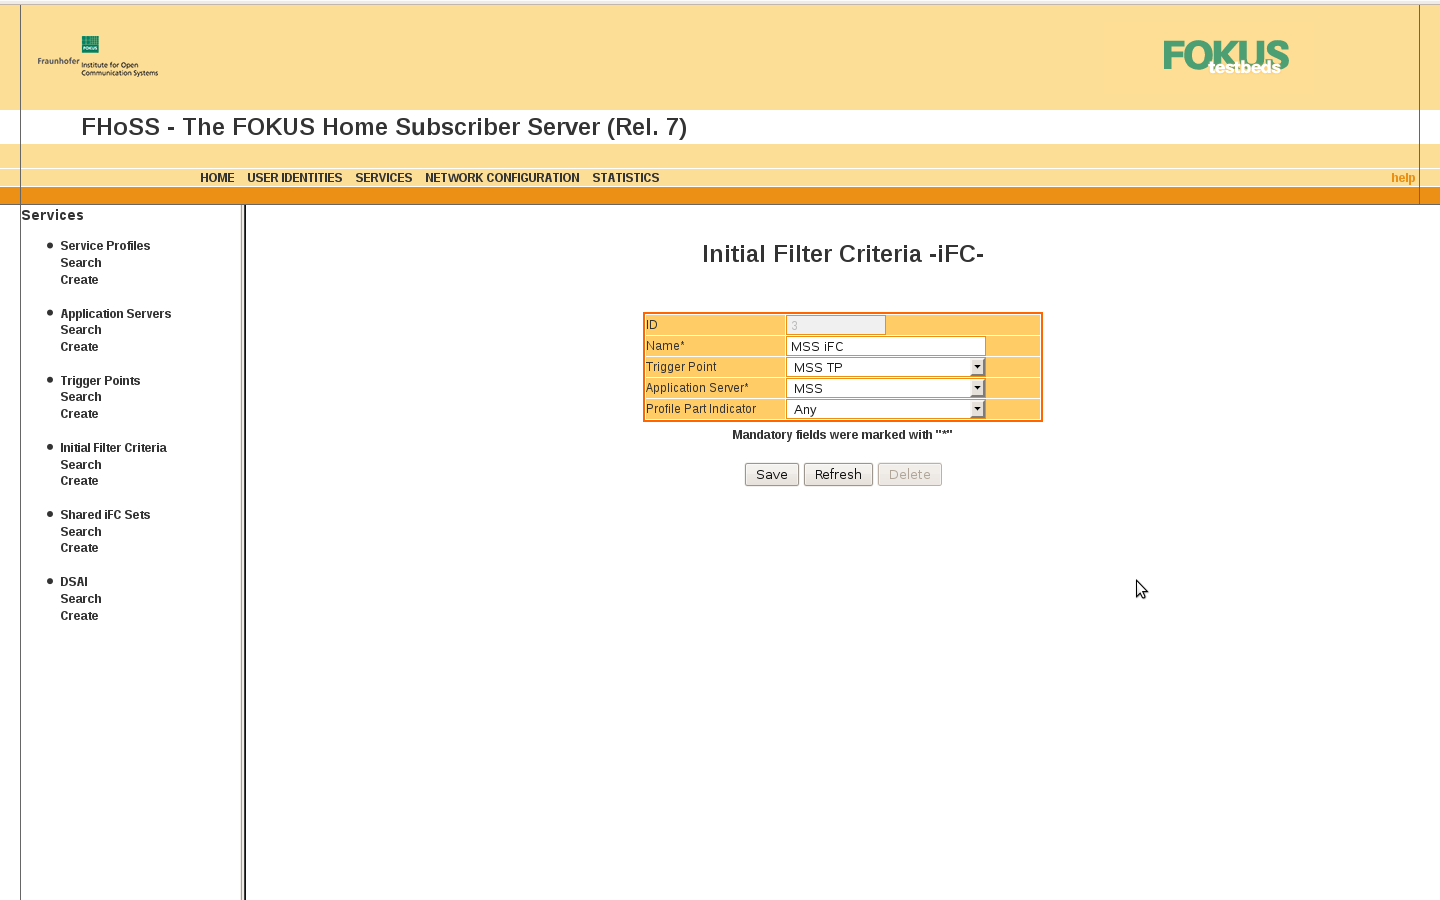 Fraunhofer Institute for Open
Communication Systems
FOKUS
FOKUS
testbeds
FHoSS - The FOKUS Home Subscriber Server (Rel. 7)
HOME USER IDENTITIES SERVICES NETWORK CONFIGURATION STATISTICS help
Services
Service Profiles
Search
Create
Application Servers
Search
Create
Trigger Points
Search
Create
Initial Filter Criteria
Search
Create
Shared iFC Sets
Search
Create
DSAI
Search
Create
Initial Filter Criteria -iFC-
ID 3
Name* MSS iFC
Trigger Point MSS TP
Application Server* MSS
Profile Part Indicator Any
Mandatory fields were marked with "*"
Save Refresh Delete